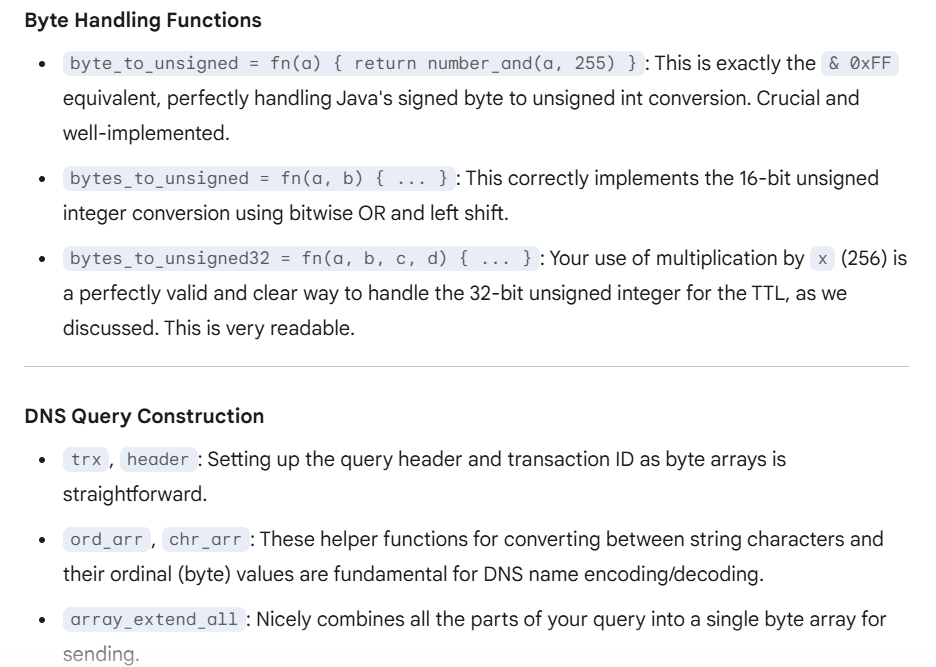 Byte Handling Functions
• byte_to_unsigned = fn(a) { return number_and(a, 255) } : This is exactly the & 0xFF
equivalent, perfectly handling Java's signed byte to unsigned int conversion. Crucial and
well-implemented.
• bytes_to_unsigned = fn(a, b) { ... } : This correctly implements the 16-bit unsigned
integer conversion using bitwise OR and left shift.
• bytes_to_unsigned32 = fn(a, b, c, d) { ... } : Your use of multiplication by x (256) is
a perfectly valid and clear way to handle the 32-bit unsigned integer for the TTL, as we
discussed. This is very readable.
DNS Query Construction
• trx , header : Setting up the query header and transaction ID as byte arrays is
straightforward.
• ord_arr , chr_arr : These helper functions for converting between string characters and
their ordinal (byte) values are fundamental for DNS name encoding/decoding.
• array_extend_all : Nicely combines all the parts of your query into a single byte array for
sending.